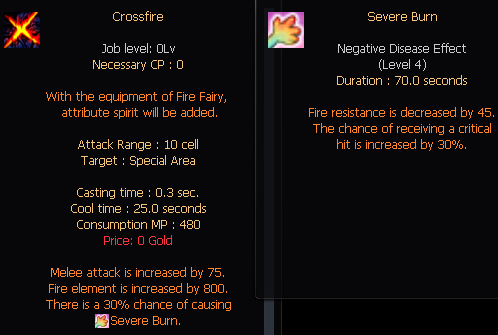 Crossfire
Job level: 0Lv
Necessary CP : 0
With the equipment of Fire Fairy,
attribute spirit will be added.
Attack Range : 10 cell
Target : Special Area
Casting time : 0.3 sec.
Cool time : 25.0 seconds
Consumption MP : 480
Price: 0 Gold
Melee attack is increased by 75.
Fire element is increased by 800.
There is a 30% chance of causing
Severe Burn.
Severe Burn
Negative Disease Effect
(Level 4)
Duration : 70.0 seconds
Fire resistance is decreased by 45.
The chance of receiving a critical
hit is increased by 30%.